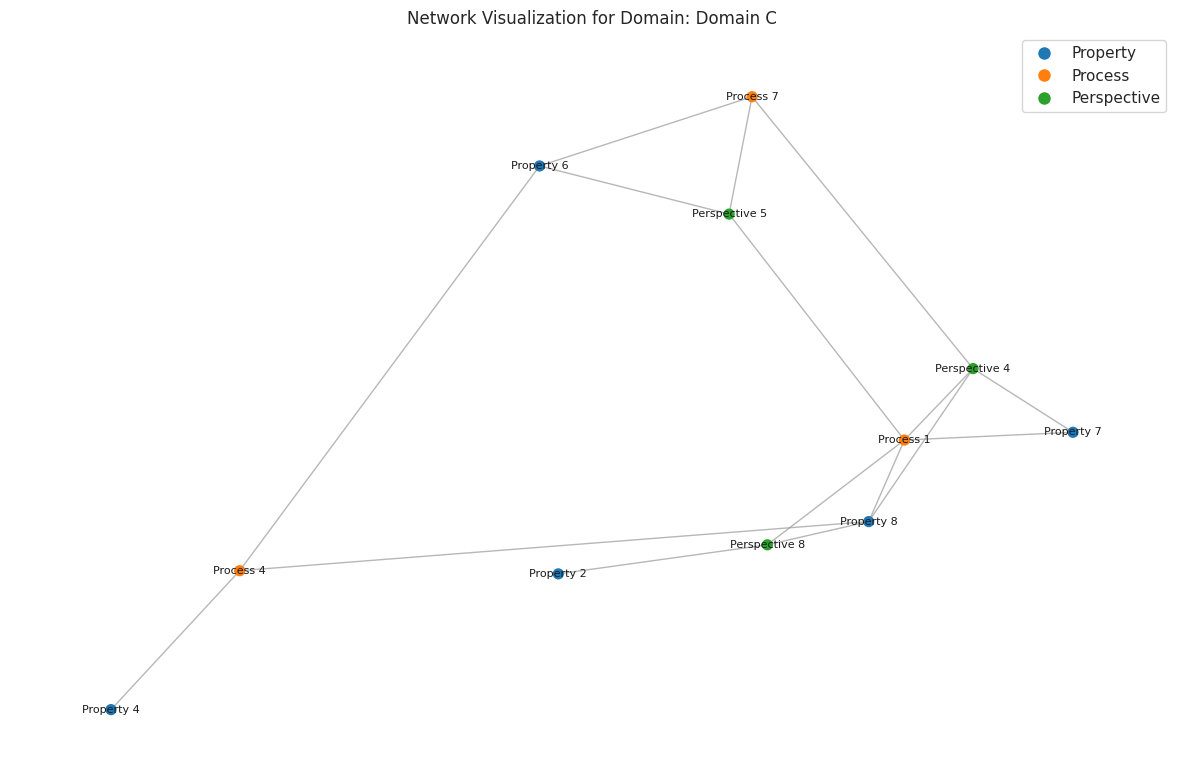 Network Visualization for Domain: Domain C
Property
Process
Perspective
Process 7
Property 6
Perspective 5
Perspective 4
Property 7
Process 1
Property 8
Perspective 8
Process 4
Property 2
Property 4